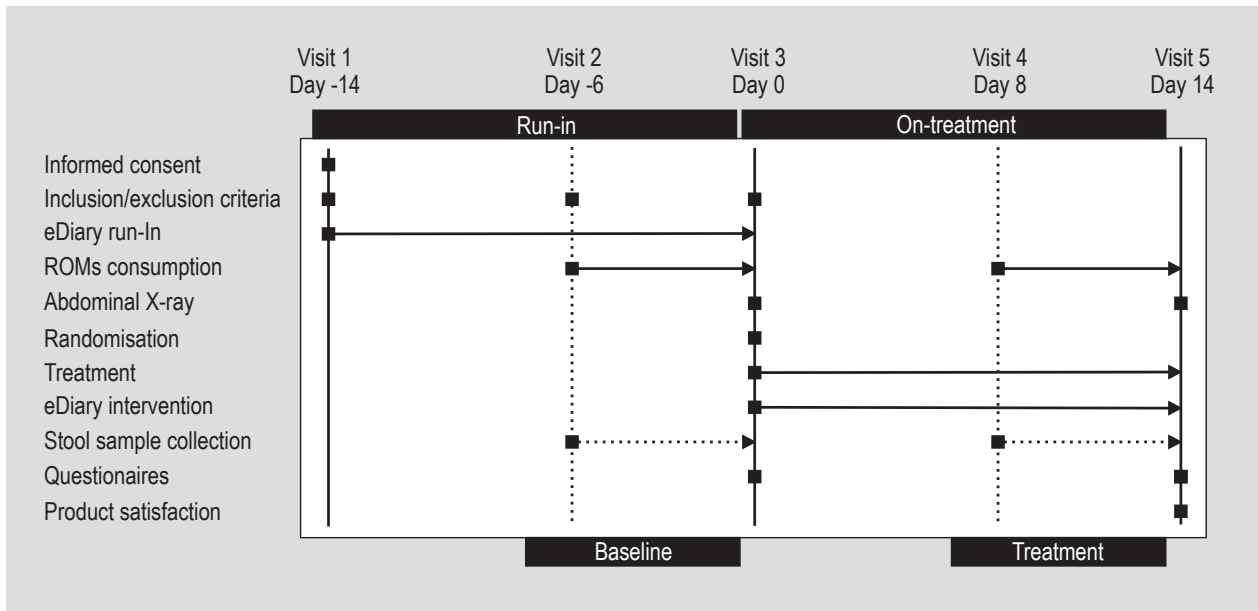 Visit 1 Visit 2 Visit 3 Visit 4 Visit 5
Day -14 Day -6 Day 0 Day 8 Day 14
Run-in On-treatment
Informed consent
Inclusion/exclusion criteria
eDiary run-In
ROMs consumption
Abdominal X-ray
Randomisation
Treatment
eDiary intervention
Stool sample collection
Questionaires
Product satisfaction
Baseline Treatment